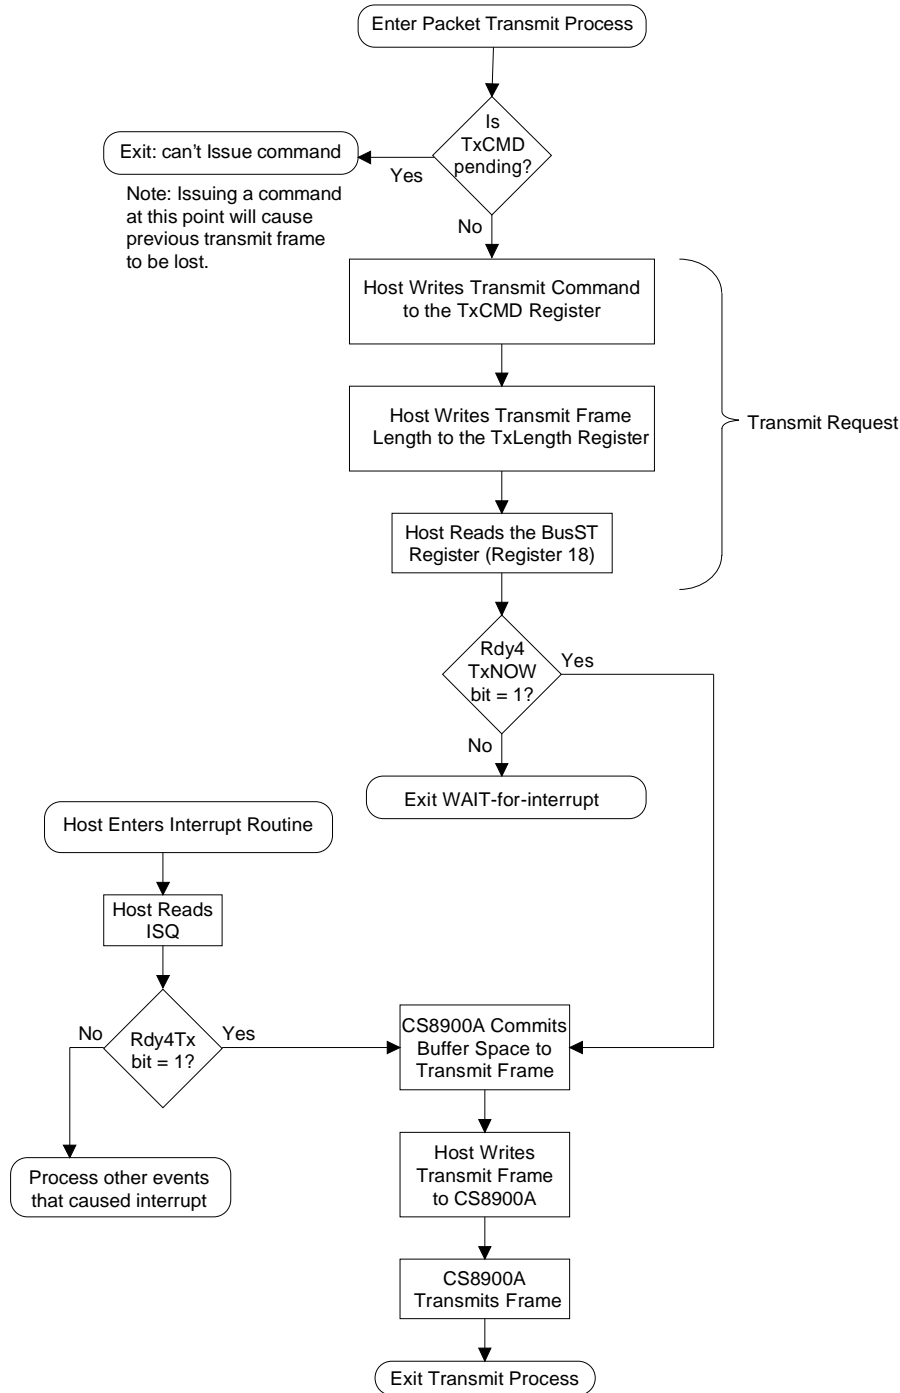 Enter Packet Transmit Process
Is
TxCMD
pending?
Exit: can't Issue command
Yes
Note: Issuing a command
at this point will cause
previous transmit frame
to be lost.
No
Host Writes Transmit Command
to the TxCMD Register
Host Writes Transmit Frame
Length to the TxLength Register
Transmit Request
Host Reads the BusST
Register (Register 18)
Rdy4
TxNOW
bit = 1?
Yes
No
Exit WAIT-for-interrupt
Host Enters Interrupt Routine
Host Reads
ISQ
No
Rdy4Tx
bit = 1?
Yes
CS8900A Commits
Buffer Space to
Transmit Frame
Process other events
that caused interrupt
Host Writes
Transmit Frame
to CS8900A
CS8900A
Transmits Frame
Exit Transmit Process